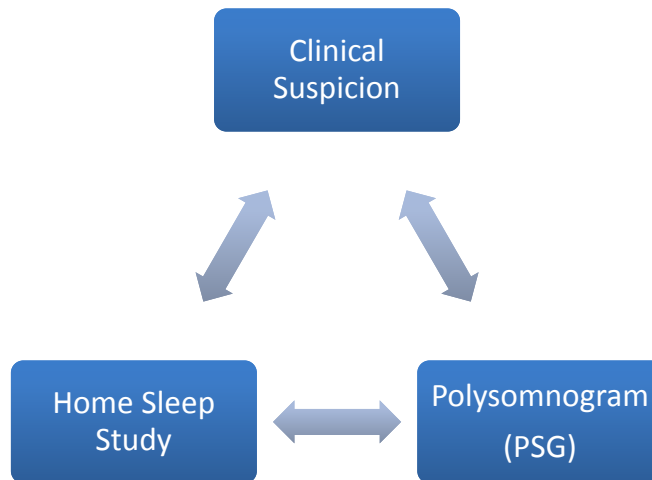 Clinical
Suspicion
Home Sleep
Study
Polysomnogram
(PSG)